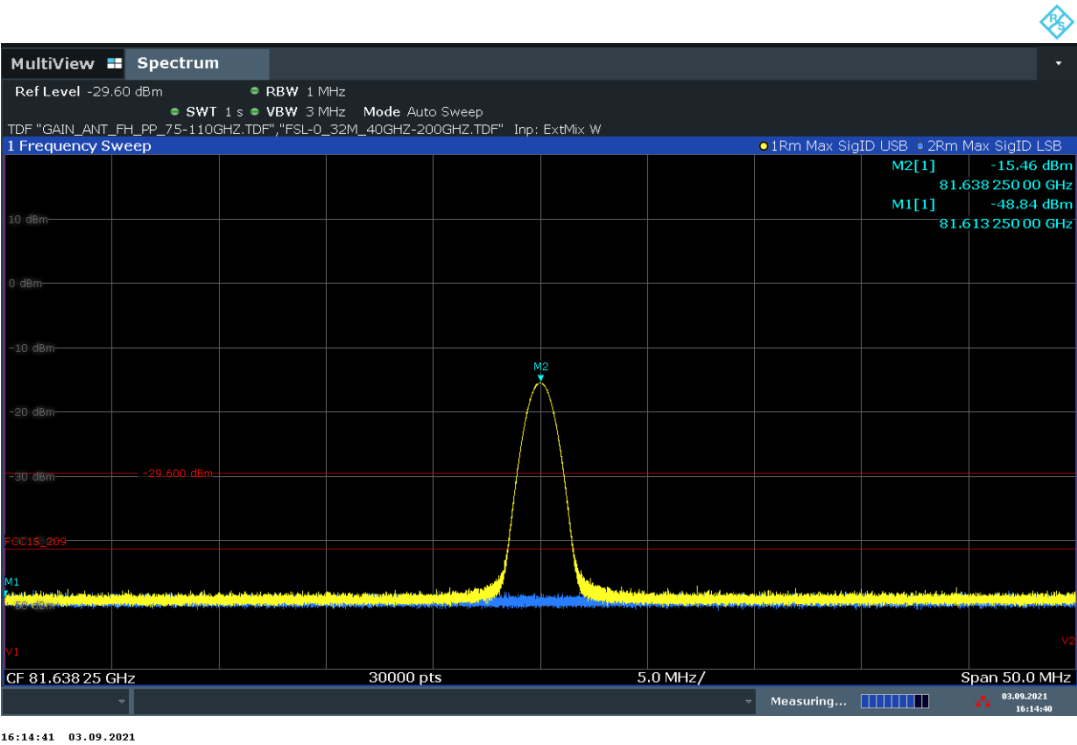 R&S
MultiView Spectrum
Ref Level -29.60 dBm RBW 1 MHz
SWT 1 s VBW 3 MHz Mode Auto Sweep
TDF "GAIN_ANT_FH_PP_75-110GHZ.TDF","FSL-0_32M_40GHZ-200GHZ.TDF" Inp: ExtMix W
1 Frequency Sweep 1Rm Max SigID USB 2Rm Max SigID LSB
M2[1] -15.46 dBm
81.638 250 00 GHz
M1[1] -48.84 dBm
81.613 250 00 GHz
10 dBm
0 dBm
-10 dBm
M2
-20 dBm
-29.600 dBm
-30 dBm
FCC15_209
M1
-50 dBm
V2
V1
CF 81.638 25 GHz 30000 pts 5.0 MHz/ Span 50.0 MHz
Measuring... 03.09.2021
16:14:40
16:14:41 03.09.2021